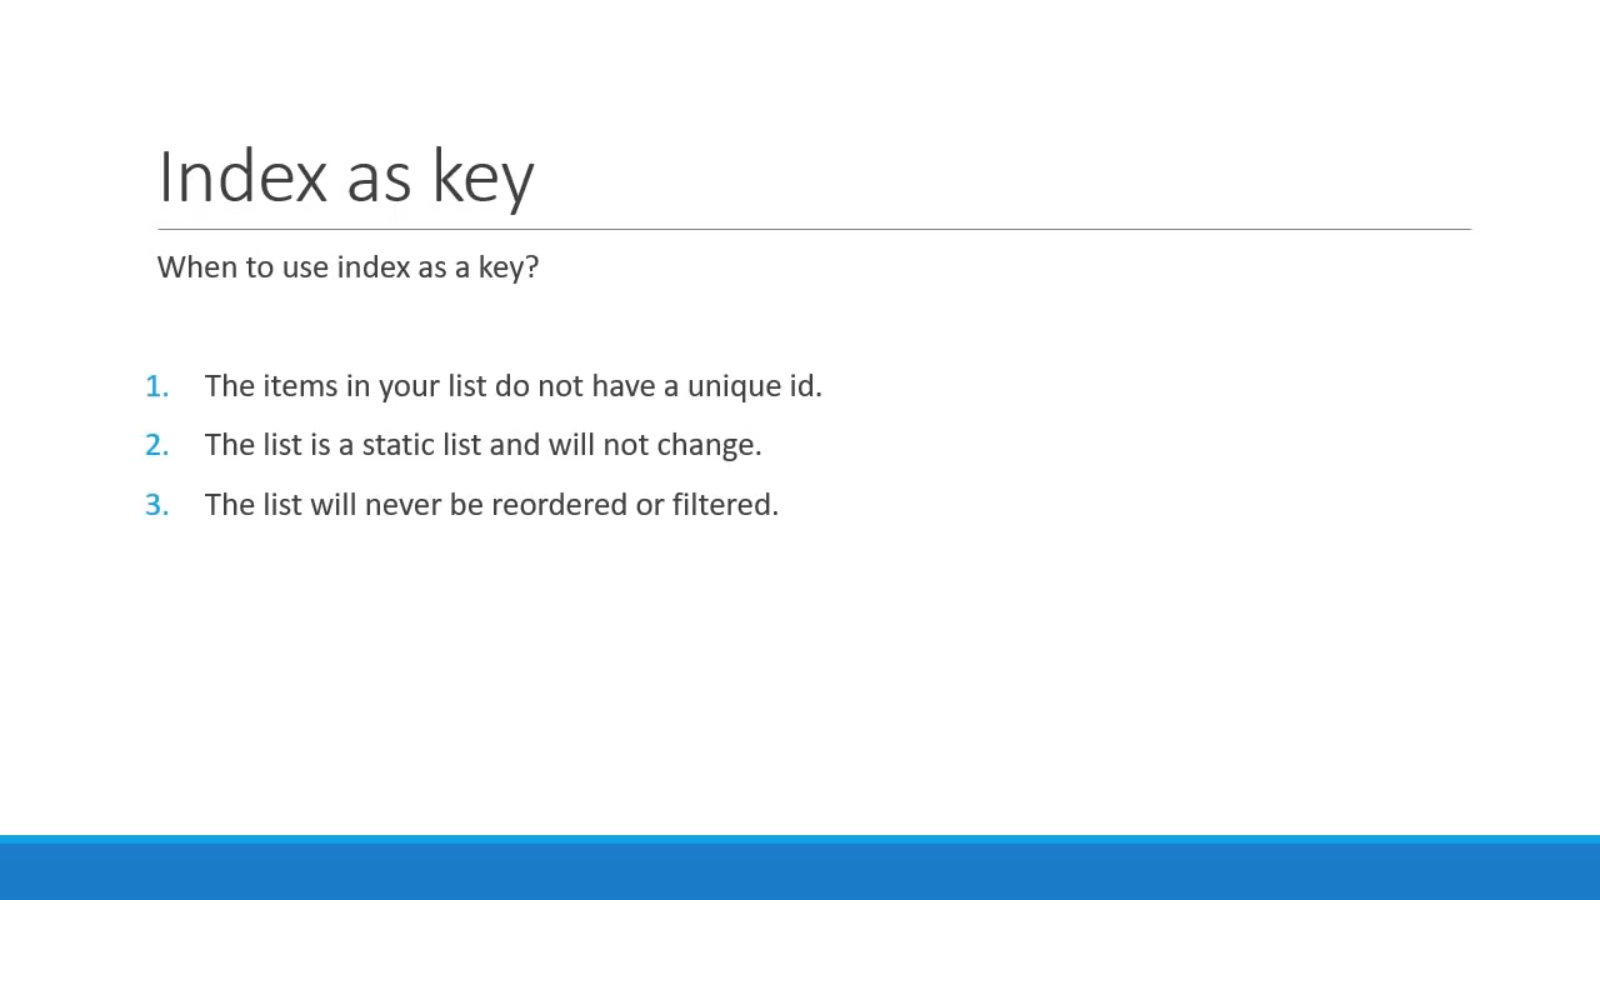 Index as key
When to use index as a key?
1. The items in your list do not have a unique id.
2. The list is a static list and will not change.
3. The list will never be reordered or filtered.